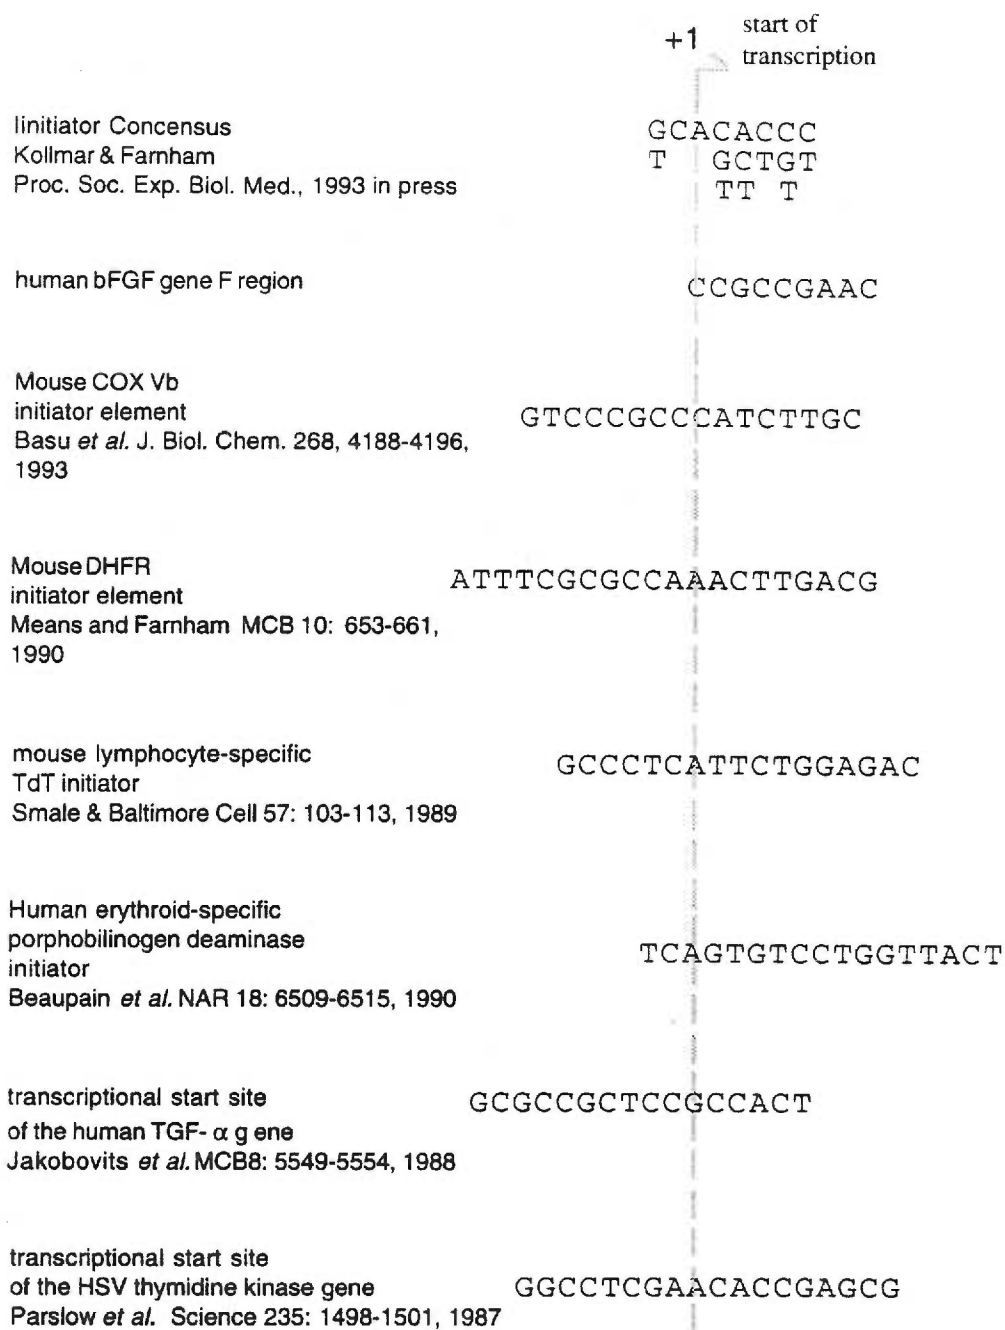 +1 start of
transcription
Iinitiator Concensus
Kollmar & Farnham
Proc. Soc. Exp. Biol. Med., 1993 in press
GCACACCC
T GCTGT
TT T
human bFGF gene F region
CCGCCGAAC
Mouse COX Vb
initiator element
Basu et al. J. Biol. Chem. 268, 4188-4196,
1993
GTCCCGCCCATCTTGC
Mouse DHFR
initiator element
Means and Farnham MCB 10: 653-661,
1990
ATTTCGCGCCAAACTTGACG
mouse lymphocyte-specific
TdT initiator
Smale & Baltimore Cell 57: 103-113, 1989
GCCCTCATTCTGGAGAC
Human erythroid-specific
porphobilinogen deaminase
initiator
Beaupain et al. NAR 18: 6509-6515, 1990
TCAGTGTCCTGGTTACT
transcriptional start site
of the human TGF- α g ene
Jakobovits et al. MCB8: 5549-5554, 1988
GCGCCGCTCCGCCACT
transcriptional start site
of the HSV thymidine kinase gene
Parslow et al. Science 235: 1498-1501, 1987
GGCCTCGAACACCGAGCG